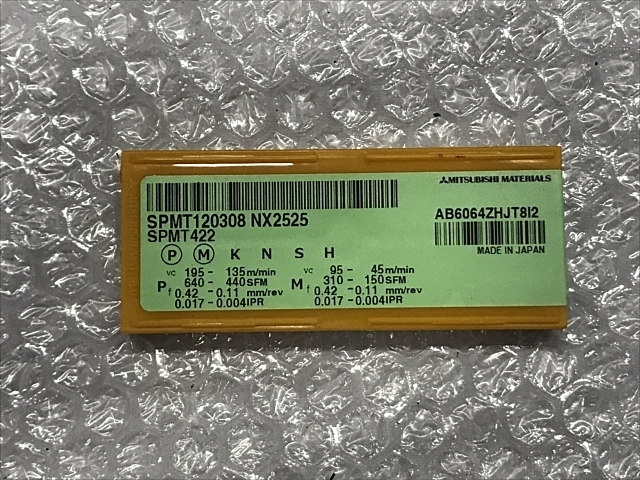 MITSUBISHI MATERIALS
SPMT120308 NX2525
SPMT422
AB6064ZHJT8I2
MADE IN JAPAN
P M K N S H
P vc 195 - 135 m/min
640 - 440 SFM
f 0.42 - 0.11 mm/rev
0.017 - 0.004 IPR
M vc 95 - 45 m/min
310 - 150 SFM
f 0.42 - 0.11 mm/rev
0.017 - 0.004 IPR